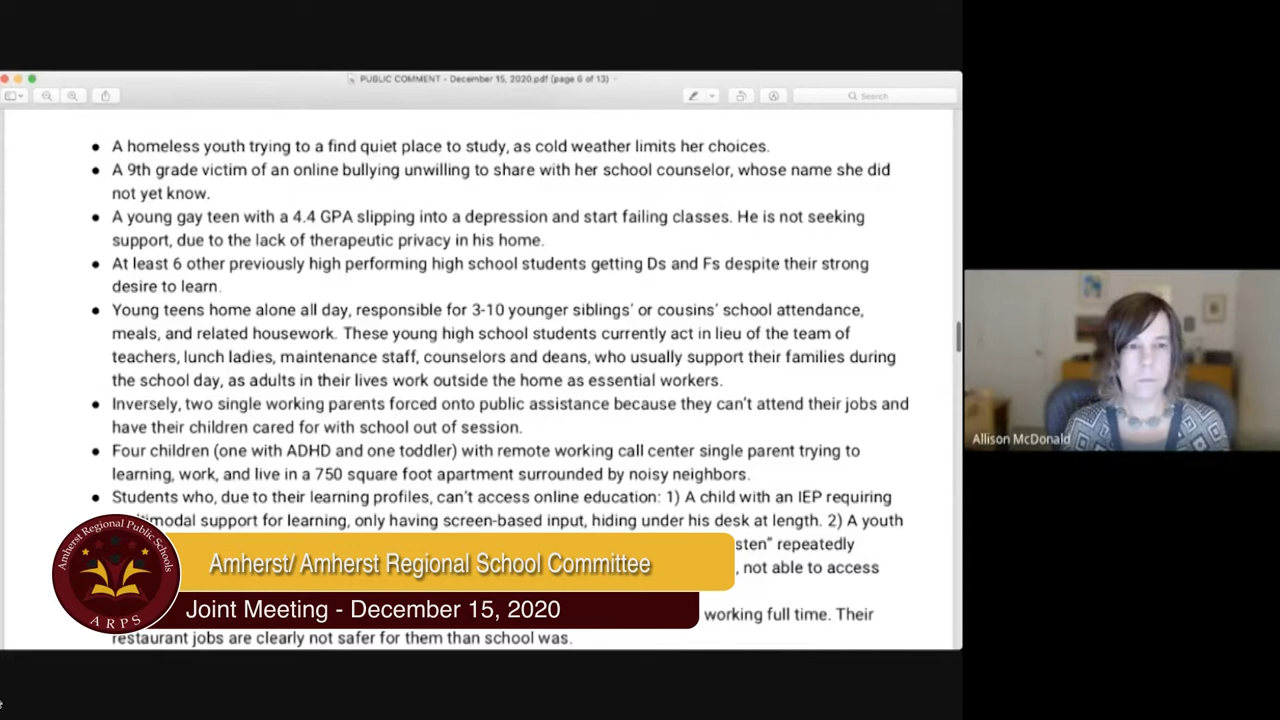 PUBLIC COMMENT - December 15, 2020.pdf (page 6 of 13)
Search
● A homeless youth trying to a find quiet place to study, as cold weather limits her choices.
● A 9th grade victim of an online bullying unwilling to share with her school counselor, whose name she did
not yet know.
● A young gay teen with a 4.4 GPA slipping into a depression and start failing classes. He is not seeking
support, due to the lack of therapeutic privacy in his home.
● At least 6 other previously high performing high school students getting Ds and Fs despite their strong
desire to learn.
● Young teens home alone all day, responsible for 3-10 younger siblings’ or cousins’ school attendance,
meals, and related housework. These young high school students currently act in lieu of the team of
teachers, lunch ladies, maintenance staff, counselors and deans, who usually support their families during
the school day, as adults in their lives work outside the home as essential workers.
● Inversely, two single working parents forced onto public assistance because they can’t attend their jobs and
have their children cared for with school out of session.
● Four children (one with ADHD and one toddler) with remote working call center single parent trying to
learning, work, and live in a 750 square foot apartment surrounded by noisy neighbors.
● Students who, due to their learning profiles, can’t access online education: 1) A child with an IEP requiring
support for learning, only having screen-based input, hiding under his desk at length. 2) A youth
sten” repeatedly
, not able to access
working full time. Their
restaurant jobs are clearly not safer for them than school was.
Allison McDonald
Amherst Regional Public Schools
ARPS
Amherst/ Amherst Regional School Committee
Joint Meeting - December 15, 2020